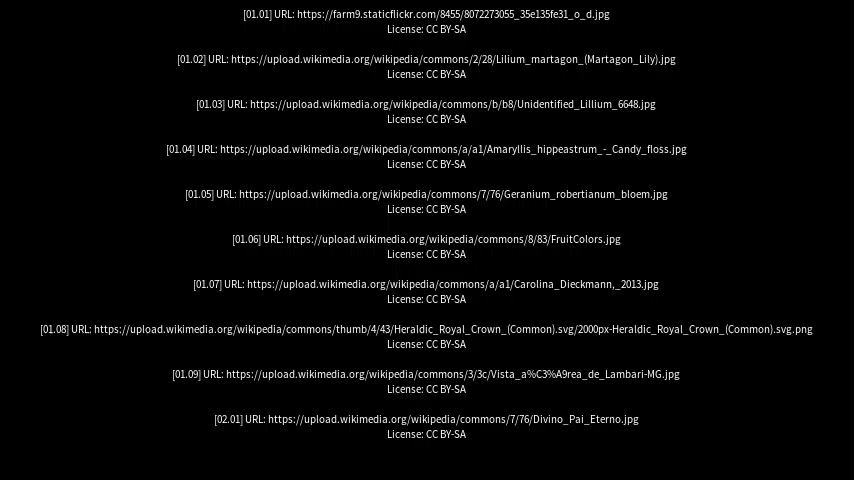 [01.01] URL: https://farm9.staticflickr.com/8455/8072273055_35e135fe31_o_d.jpg
License: CC BY-SA
[01.02] URL: https://upload.wikimedia.org/wikipedia/commons/2/28/Lilium_martagon_(Martagon_Lily).jpg
License: CC BY-SA
[01.03] URL: https://upload.wikimedia.org/wikipedia/commons/b/b8/Unidentified_Lillium_6648.jpg
License: CC BY-SA
[01.04] URL: https://upload.wikimedia.org/wikipedia/commons/a/a1/Amaryllis_hippeastrum_-_Candy_floss.jpg
License: CC BY-SA
[01.05] URL: https://upload.wikimedia.org/wikipedia/commons/7/76/Geranium_robertianum_bloem.jpg
License: CC BY-SA
[01.06] URL: https://upload.wikimedia.org/wikipedia/commons/8/83/FruitColors.jpg
License: CC BY-SA
[01.07] URL: https://upload.wikimedia.org/wikipedia/commons/a/a1/Carolina_Dieckmann,_2013.jpg
License: CC BY-SA
[01.08] URL: https://upload.wikimedia.org/wikipedia/commons/thumb/4/43/Heraldic_Royal_Crown_(Common).svg/2000px-Heraldic_Royal_Crown_(Common).svg.png
License: CC BY-SA
[01.09] URL: https://upload.wikimedia.org/wikipedia/commons/3/3c/Vista_a%C3%A9rea_de_Lambari-MG.jpg
License: CC BY-SA
[02.01] URL: https://upload.wikimedia.org/wikipedia/commons/7/76/Divino_Pai_Eterno.jpg
License: CC BY-SA